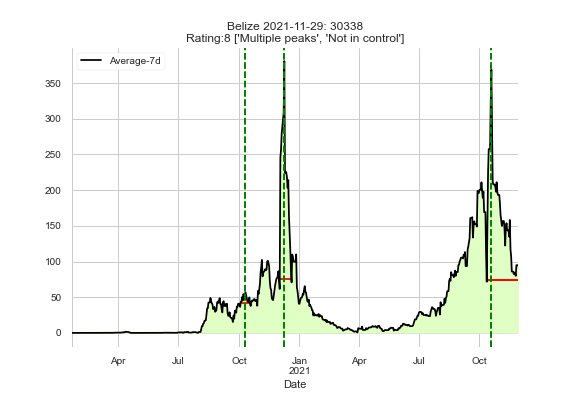 Belize 2021-11-29: 30338
Rating:8 ['Multiple peaks', 'Not in control']
Average-7d
350
300
250
200
150
100
50
0
Apr
Jul
Oct
Jan
2021
Apr
Jul
Oct
Date